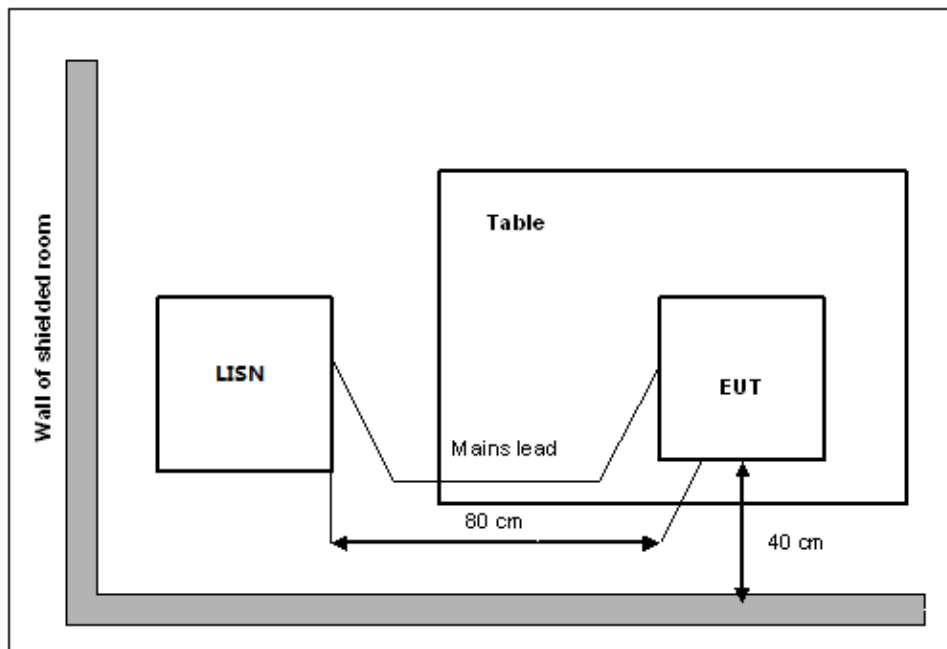 Wall of shielded room
Table
LISN
EUT
Mains lead
80 cm
40 cm